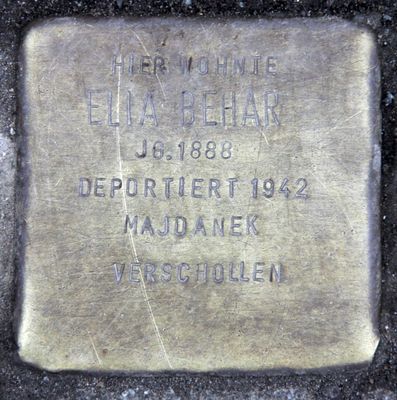 HIER WOHNTE
ELIA BEHAR
JG. 1888
DEPORTIERT 1942
MAJDANEK
VERSCHOLLEN